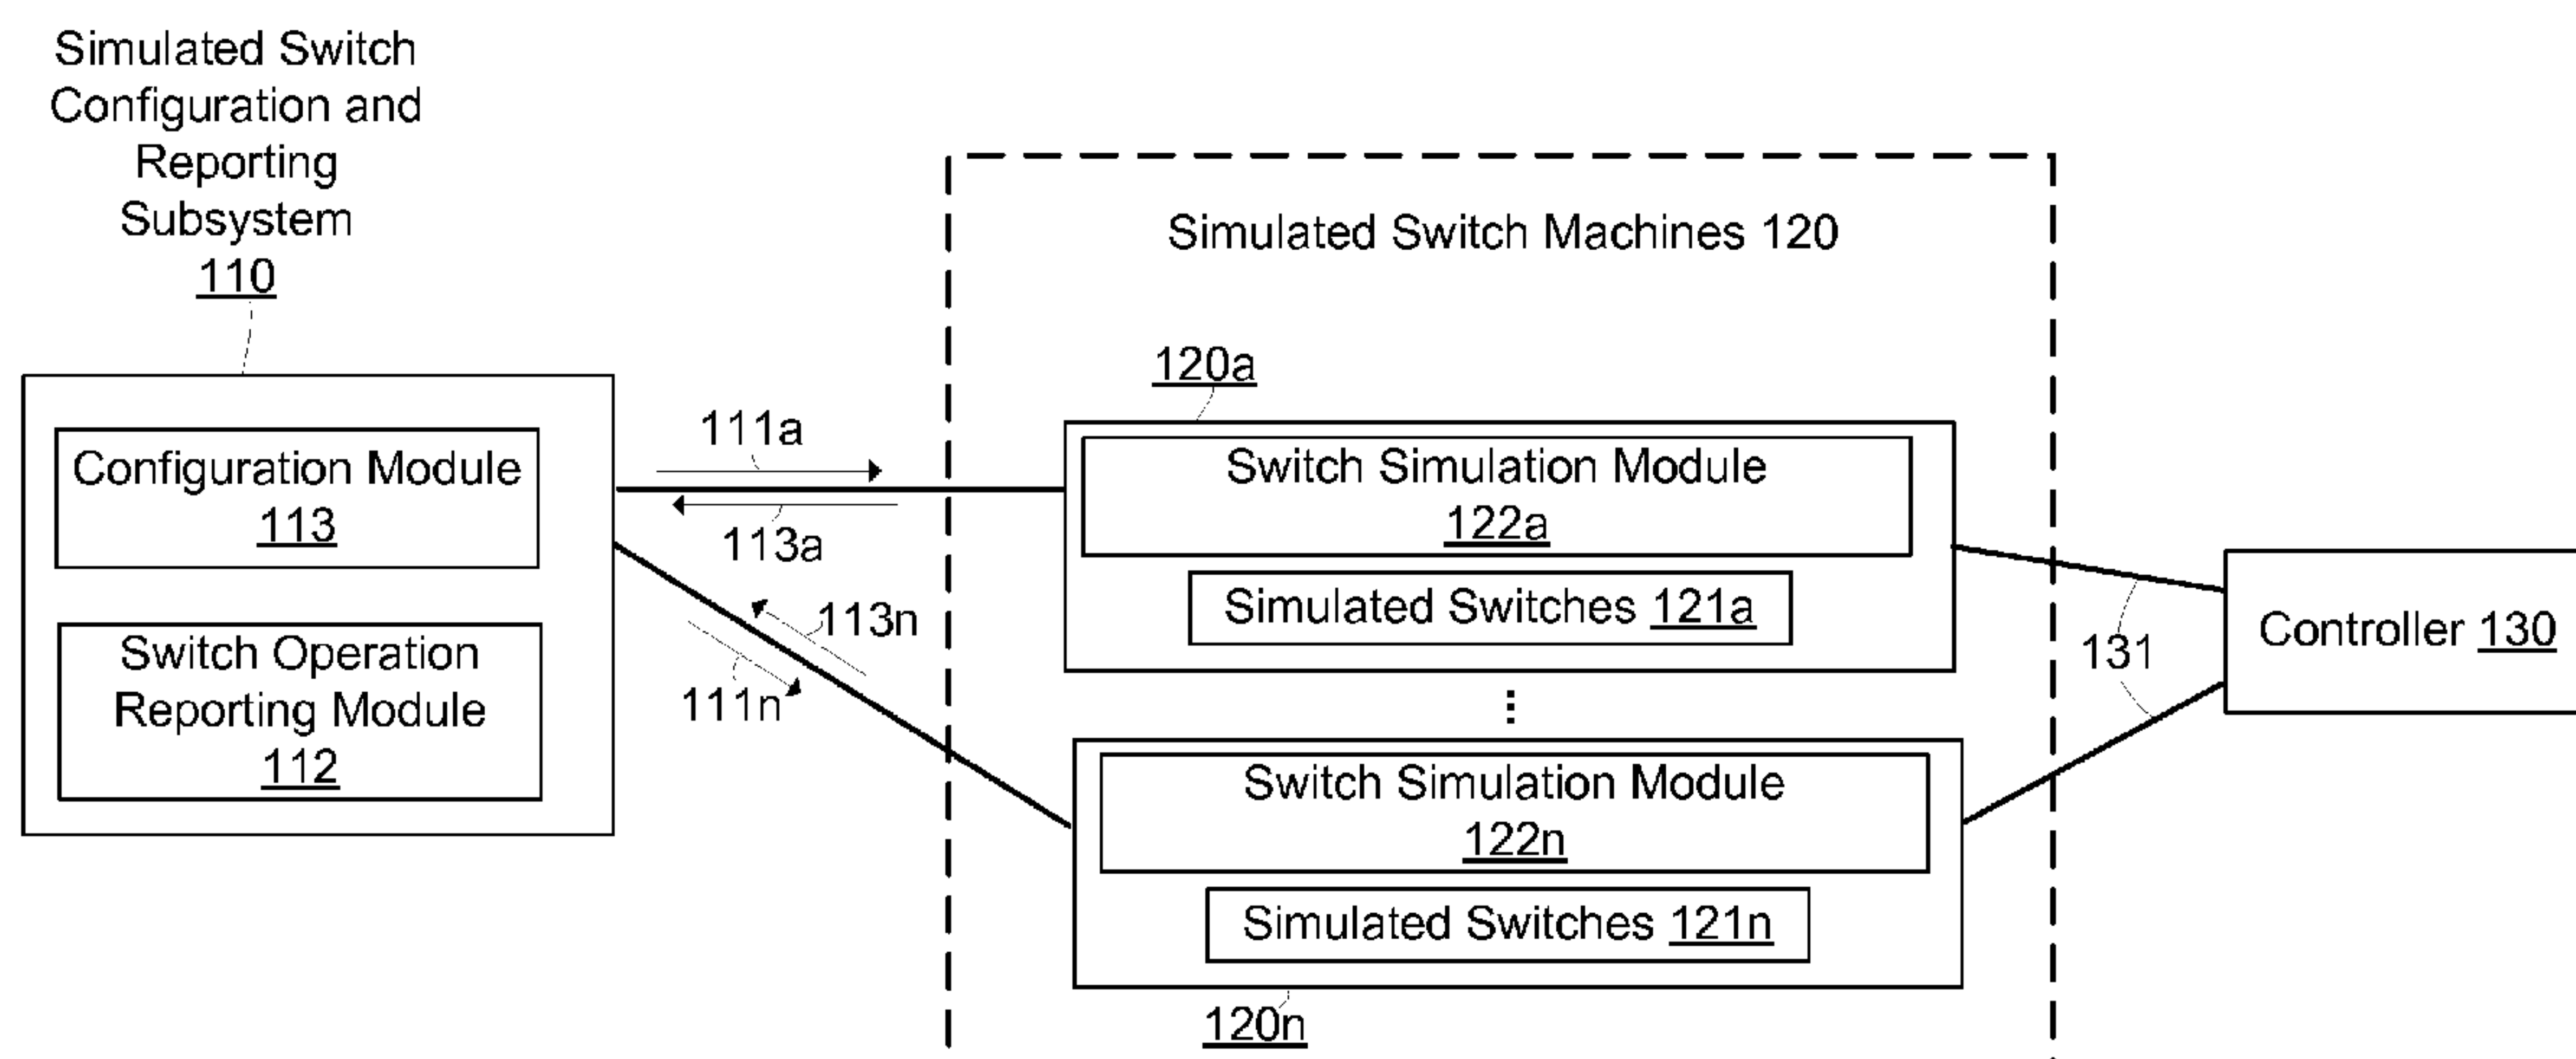 Simulated Switch
Configuration and
Reporting
Subsystem
110
Configuration Module
113
Switch Operation
Reporting Module
112
111a
113a
113n
111n
Simulated Switch Machines 120
120a
Switch Simulation Module
122a
Simulated Switches 121a
⋮
Switch Simulation Module
122n
Simulated Switches 121n
120n
131
Controller 130